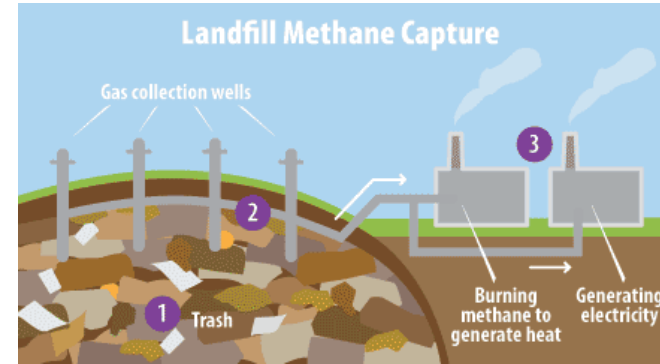 Landfill Methane Capture
Gas collection wells
3
2
1
Trash
Burning
methane to
generate heat
Generating
electricity